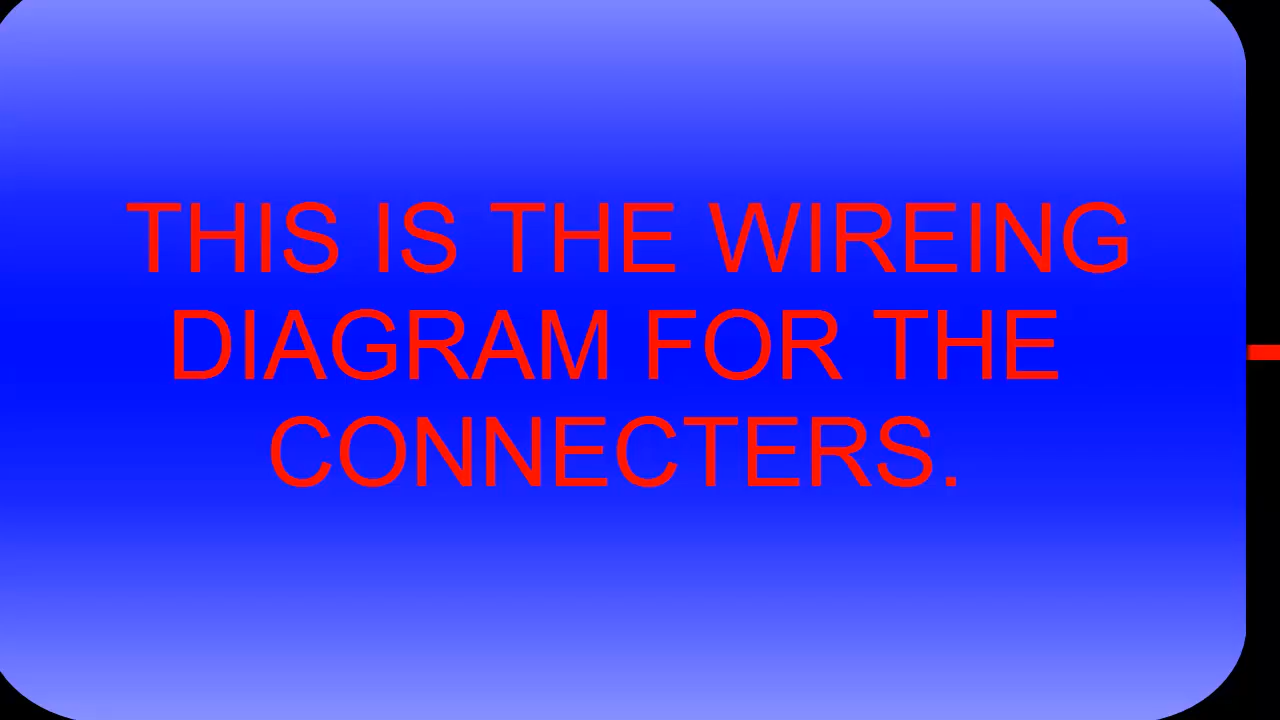 THIS IS THE WIREING
DIAGRAM FOR THE
CONNECTERS.